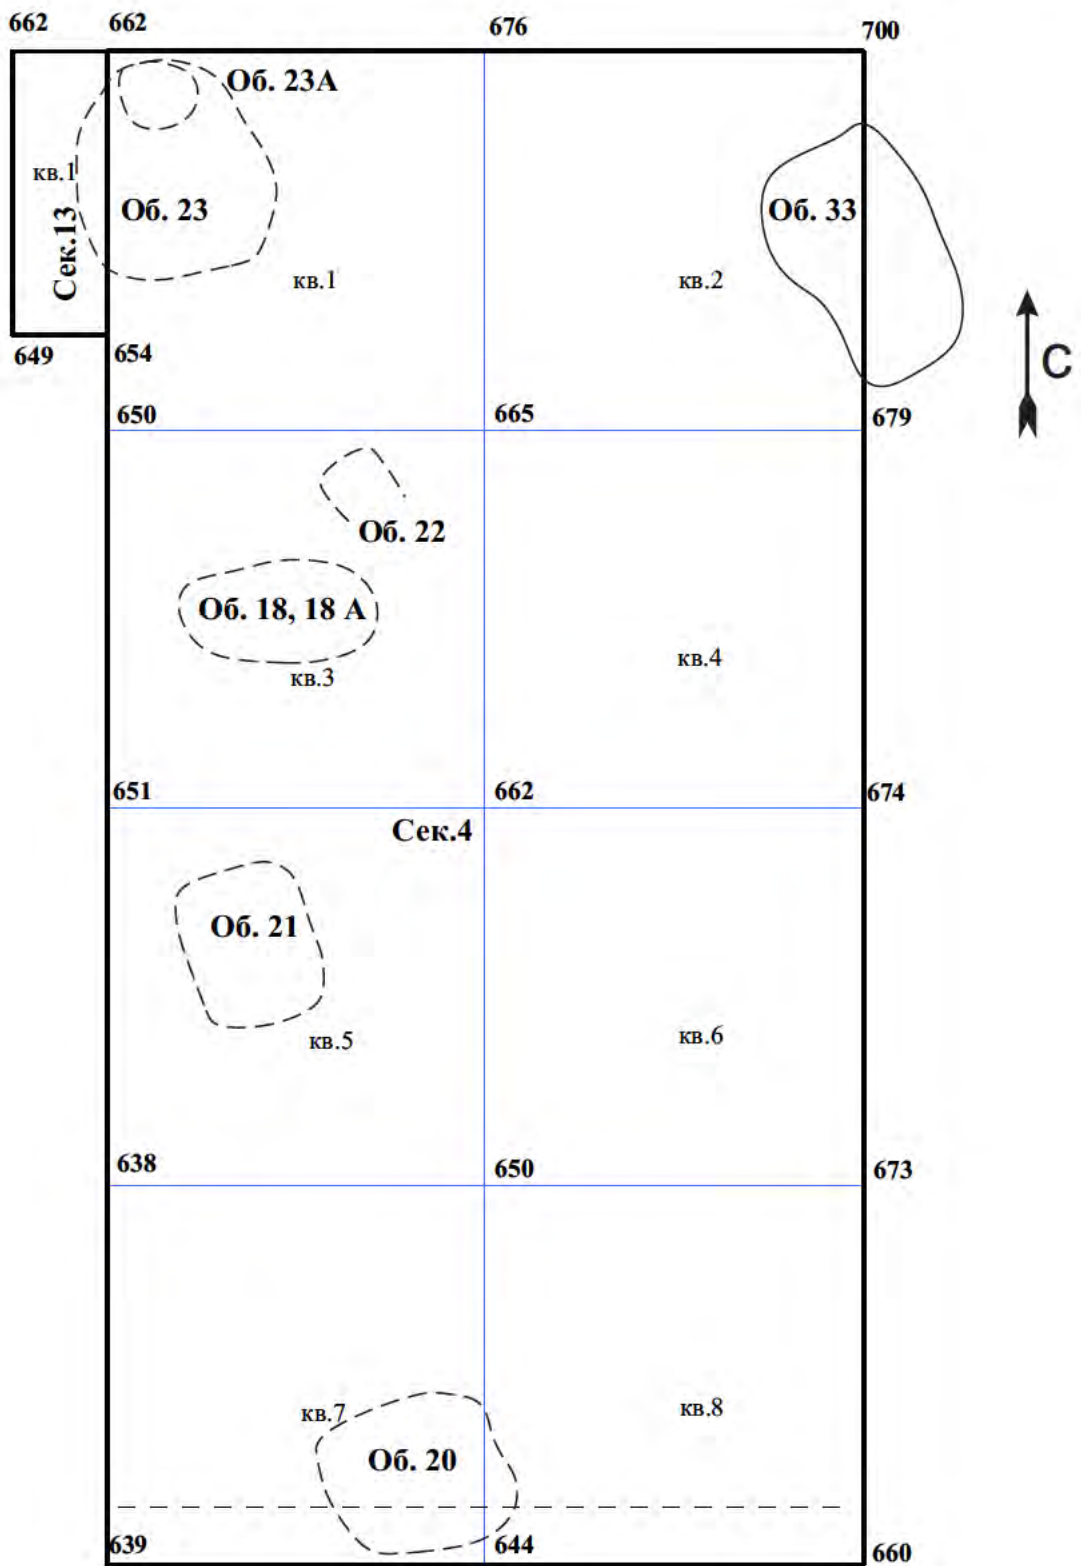 662
662
676
700
Об. 23А
кв.1
Об. 23
Об. 33
Сек.13
кв.1
кв.2
649
654
С
650
665
679
Об. 22
Об. 18, 18 А
кв.3
кв.4
651
662
674
Сек.4
Об. 21
кв.5
кв.6
638
650
673
кв.7
кв.8
Об. 20
639
644
660